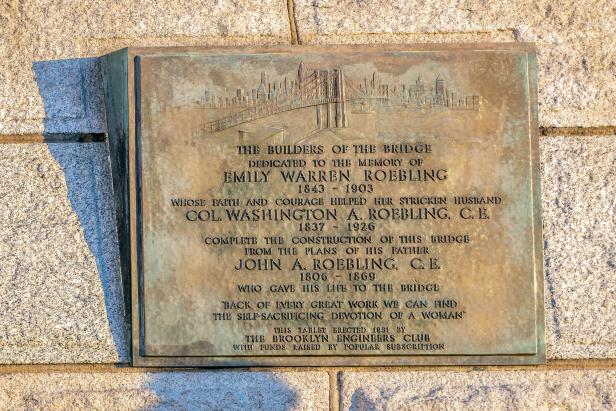 THE BUILDERS OF THE BRIDGE
DEDICATED TO THE MEMORY OF
EMILY WARREN ROEBLING
1843 - 1903
WHOSE FAITH AND COURAGE HELPED HER STRICKEN HUSBAND
COL. WASHINGTON A. ROEBLING, C. E.
1837 - 1926
COMPLETE THE CONSTRUCTION OF THIS BRIDGE
FROM THE PLANS OF HIS FATHER
JOHN A. ROEBLING, C. E.
1806 - 1869
WHO GAVE HIS LIFE TO THE BRIDGE
"BACK OF EVERY GREAT WORK WE CAN FIND
THE SELF-SACRIFICING DEVOTION OF A WOMAN"
THIS TABLET ERECTED 1931 BY
THE BROOKLYN ENGINEERS CLUB
WITH FUNDS RAISED BY POPULAR SUBSCRIPTION